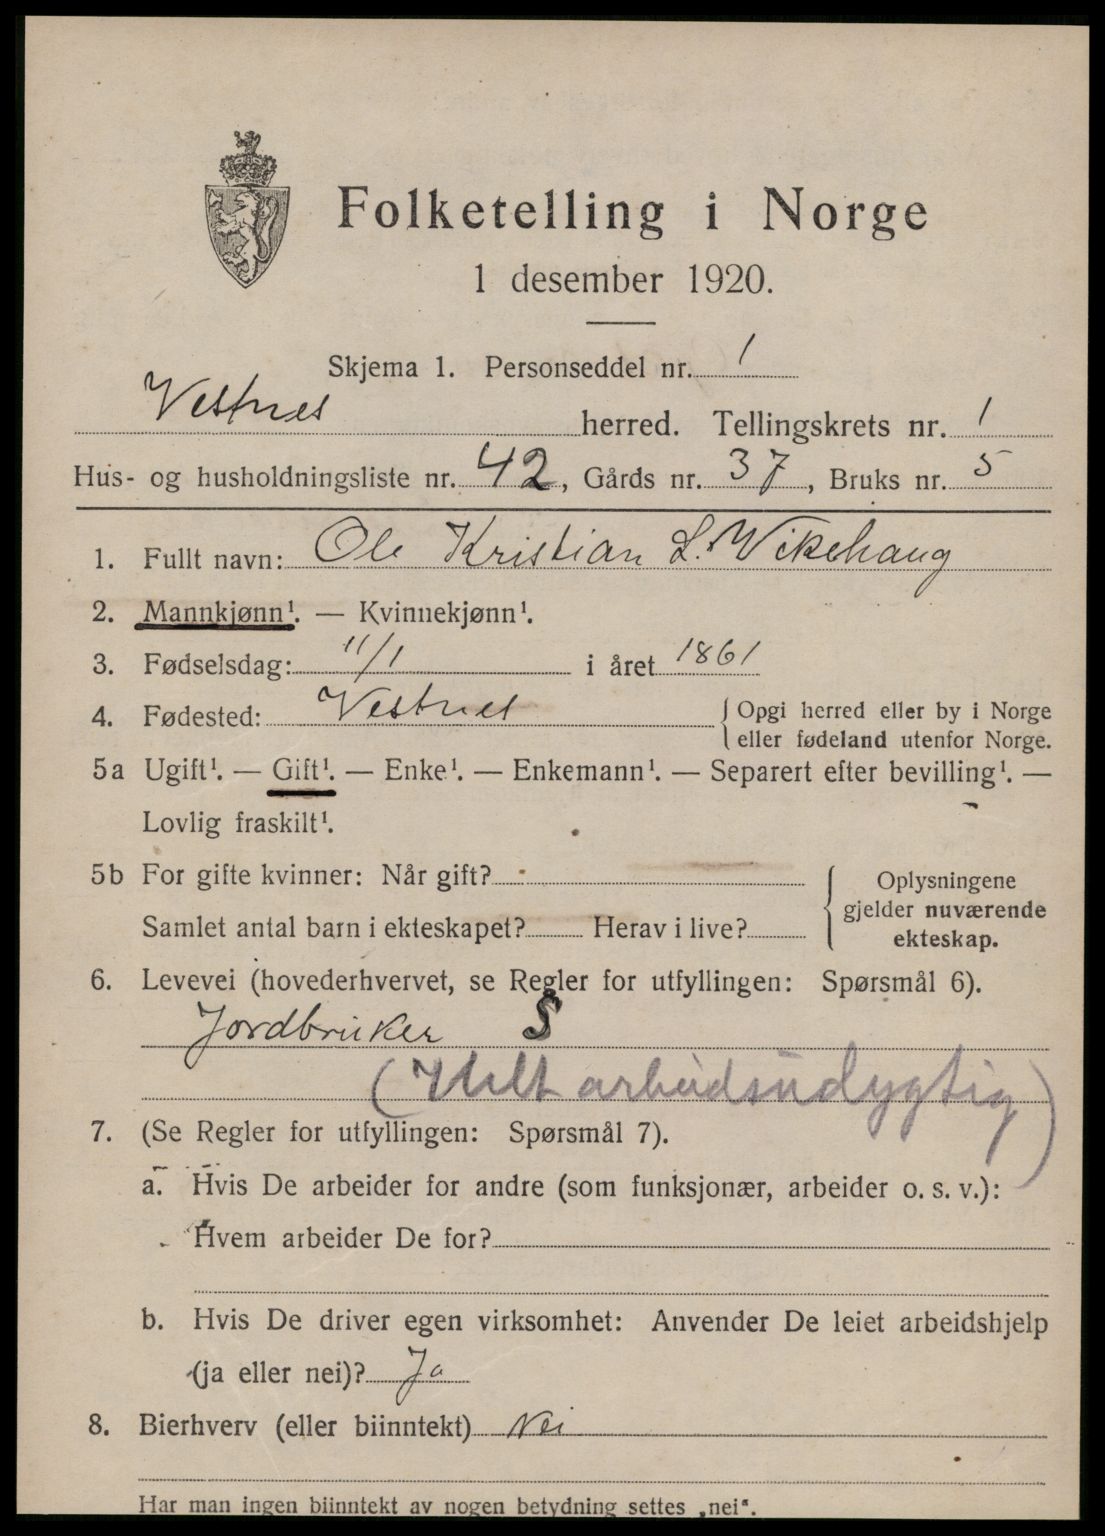 Folketelling i Norge
1 desember 1920.
Skjema 1. Personseddel nr. 1
Vestnes herred. Tellingskrets nr. 1
Hus- og husholdningsliste nr. 42, Gårds nr. 37, Bruks nr. 5
1. Fullt navn: Ole Kristian L. Vikehaug
2. Mannkjønn¹. — Kvinnekjønn¹.
3. Fødselsdag: 11/1 i året 1861
4. Fødested: Vestnes { Opgi herred eller by i Norge
eller fødeland utenfor Norge.
5a Ugift¹. — Gift¹. — Enke¹. — Enkemann¹. — Separert efter bevilling¹. —
Lovlig fraskilt¹.
5b For gifte kvinner: Når gift? { Oplysningene
gjelder nuværende
Samlet antal barn i ekteskapet? Herav i live? ekteskap.
6. Levevei (hovederhvervet, se Regler for utfyllingen: Spørsmål 6).
Jordbruker S
(Helt arbeidsudygtig)
7. (Se Regler for utfyllingen: Spørsmål 7).
a. Hvis De arbeider for andre (som funksjonær, arbeider o. s. v.):
Hvem arbeider De for?
b. Hvis De driver egen virksomhet: Anvender De leiet arbeidshjelp
(ja eller nei)? Ja
8. Bierhverv (eller biinntekt) Nei
Har man ingen biinntekt av nogen betydning settes „nei“.